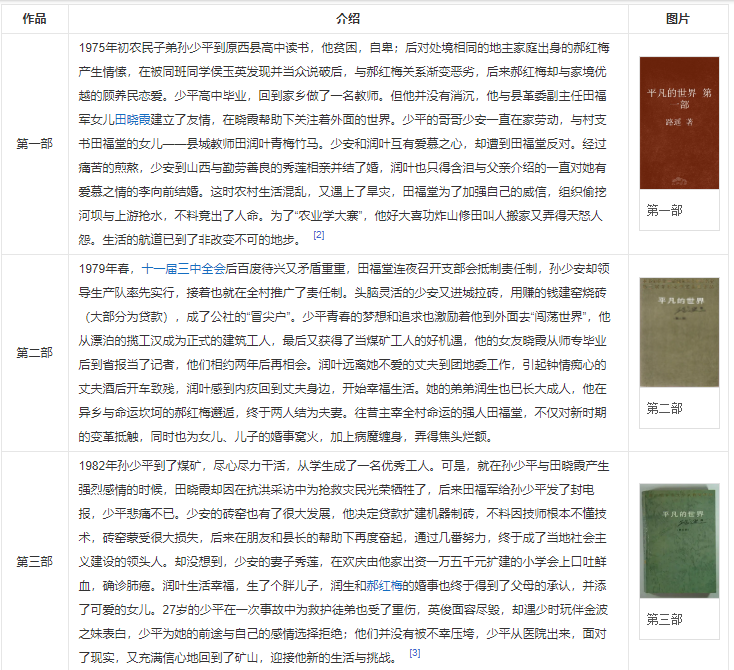 作品 介绍 图片
第一部
1975年初农民子弟孙少平到原西县高中读书，他贫困，自卑；后对处境相同的地主家庭出身的郝红梅
产生情愫，在被同班同学侯玉英发现并当众说破后，与郝红梅关系渐变恶劣，后来郝红梅却与家境优
越的顾养民恋爱。少平高中毕业，回到家乡做了一名教师。但他并没有消沉，他与县革委副主任田福
军女儿田晓霞建立了友情，在晓霞帮助下关注着外面的世界。少平的哥哥少安一直在家劳动，与村支
书田福堂的女儿——县城教师田润叶青梅竹马。少安和润叶互有爱慕之心，却遭到田福堂反对。经过
痛苦的煎熬，少安到山西与勤劳善良的秀莲相亲并结了婚，润叶也只得含泪与父亲介绍的一直对她有
爱慕之情的李向前结婚。这时农村生活混乱，又遇上了旱灾，田福堂为了加强自己的威信，组织偷挖
河坝与上游抢水，不料竟出了人命。为了“农业学大寨”，他好大喜功炸山修田叫人搬家又弄得天怒人
怨。生活的航道已到了非改变不可的地步。 [2]
平凡的世界 第
一部
路遥 著
第一部
第二部
1979年春，十一届三中全会后百废待兴又矛盾重重，田福堂连夜召开支部会抵制责任制，孙少安却领
导生产队率先实行，接着也就在全村推广了责任制。头脑灵活的少安又进城拉砖，用赚的钱建窑烧砖
（大部分为贷款），成了公社的“冒尖户”。少平青春的梦想和追求也激励着他到外面去“闯荡世界”，他
从漂泊的揽工汉成为正式的建筑工人，最后又获得了当煤矿工人的好机遇，他的女友晓霞从师专毕业
后到省报当了记者，他们相约两年后再相会。润叶远离她不爱的丈夫到团地委工作，引起钟情痴心的
丈夫酒后开车致残，润叶感到内疚回到丈夫身边，开始幸福生活。她的弟弟润生也已长大成人，他在
异乡与命运坎坷的郝红梅邂逅，终于两人结为夫妻。往昔主宰全村命运的强人田福堂，不仅对新时期
的变革抵触，同时也为女儿、儿子的婚事窝火，加上病魔缠身，弄得焦头烂额。
平凡的世界
第二部
第三部
1982年孙少平到了煤矿，尽心尽力干活，从学生成了一名优秀工人。可是，就在孙少平与田晓霞产生
强烈感情的时候，田晓霞却因在抗洪采访中为抢救灾民光荣牺牲了，后来田福军给孙少平发了封电
报，少平悲痛不已。少安的砖窑也有了很大发展，他决定贷款扩建机器制砖，不料因技师根本不懂技
术，砖窑蒙受很大损失，后来在朋友和县长的帮助下再度奋起，通过几番努力，终于成了当地社会主
义建设的领头人。却没想到，少安的妻子秀莲，在欢庆由他家出资一万五千元扩建的小学会上口吐鲜
血，确诊肺癌。润叶生活幸福，生了个胖儿子，润生和郝红梅的婚事也终于得到了父母的承认，并添
了可爱的女儿。27岁的少平在一次事故中为救护徒弟也受了重伤，英俊面容尽毁，却遇少时玩伴金波
之妹表白，少平为她的前途与自己的感情选择拒绝；他们并没有被不幸压垮，少平从医院出来，面对
了现实，又充满信心地回到了矿山，迎接他新的生活与挑战。 [3]
平凡的世界
第三部